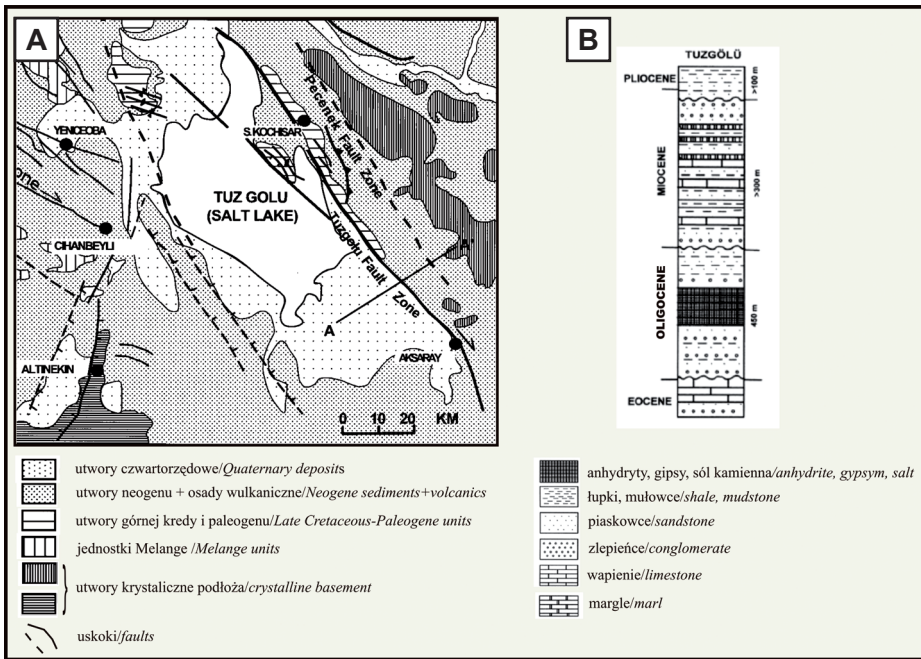 A
YENICEOBA
S.KOCHISAR
Peçenek Fault Zone
one
CIHANBEYLI
TUZ GOLU
(SALT LAKE)
Tuzgolu Fault Zone
A'
A
ALTINEKIN
AKSARAY
0 10 20 KM
utwory czwartorzędowe/Quaternary deposits
utwory neogenu + osady wulkaniczne/Neogene sediments+volcanics
utwory górnej kredy i paleogenu/Late Cretaceous-Paleogene units
jednostki Melange /Melange units
utwory krystaliczne podłoża/crystalline basement
uskoki/faults
B
TUZGÖLÜ
PLIOCENE
>100 m
MIOCENE
>300 m
OLIGOCENE
450 m
EOCENE
anhydryty, gipsy, sól kamienna/anhydrite, gypsym, salt
łupki, mułowce/shale, mudstone
piaskowce/sandstone
zlepieńce/conglomerate
wapienie/limestone
margle/marl